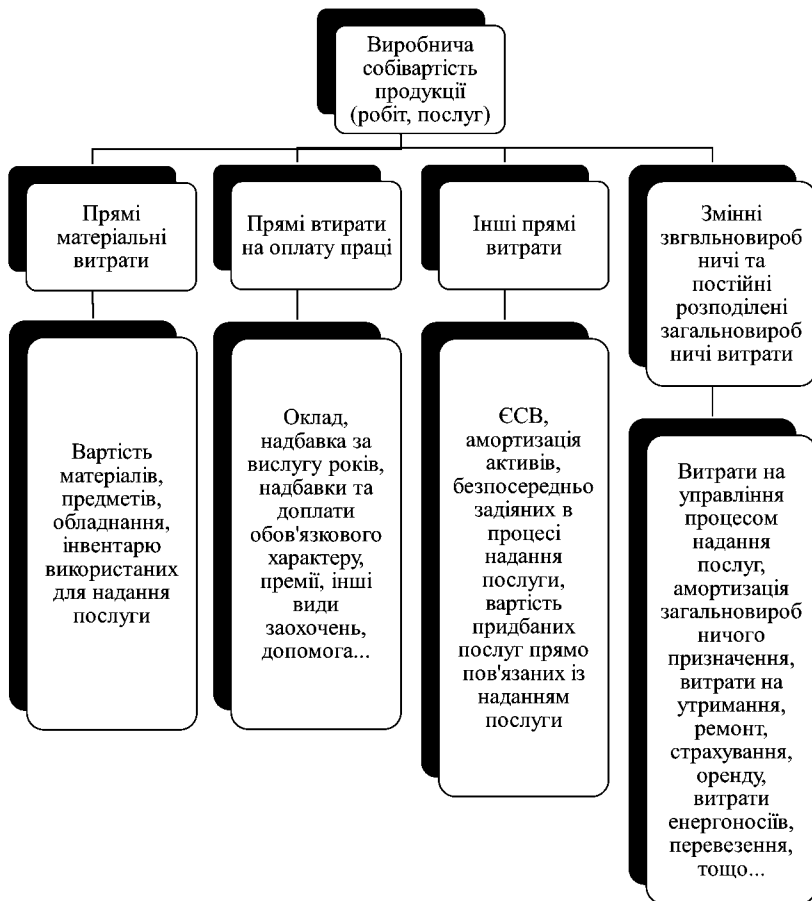 Виробнича
собівартість
продукції
(робіт, послуг)
Прямі
матеріальні
витрати
Прямі втирати
на оплату праці
Інші прямі
витрати
Змінні
звгвльновироб
ничі та
постійні
розподілені
загальновироб
ничі витрати
Вартість
матеріалів,
предметів,
обладнання,
інвентарю
використаних
для надання
послуги
Оклад,
надбавка за
вислугу років,
надбавки та
доплати
обов'язкового
характеру,
премії, інші
види
заохочень,
допомога...
ЄСВ,
амортизація
активів,
безпосередньо
задіяних в
процесі
надання
послуги,
вартість
придбаних
послуг прямо
пов'язаних із
наданням
послуги
Витрати на
управління
процесом
надання
послуг,
амортизація
загальновироб
ничого
призначення,
витрати на
утримання,
ремонт,
страхування,
оренду,
витрати
енергоносіїв,
перевезення,
тощо...